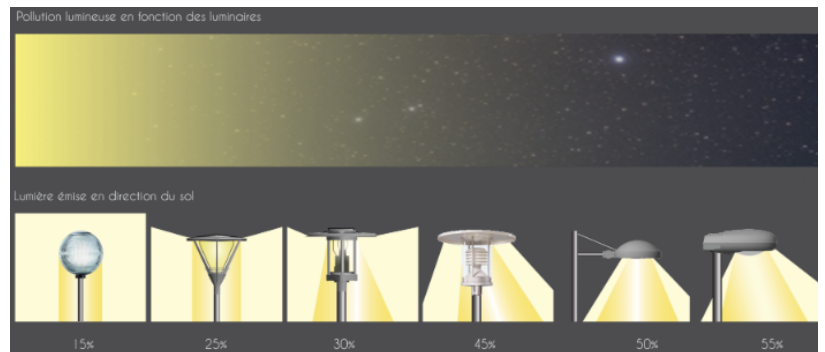 Pollution lumineuse en fonction des luminaires
Lumière émise en direction du sol
15% 25% 30% 45% 50% 55%